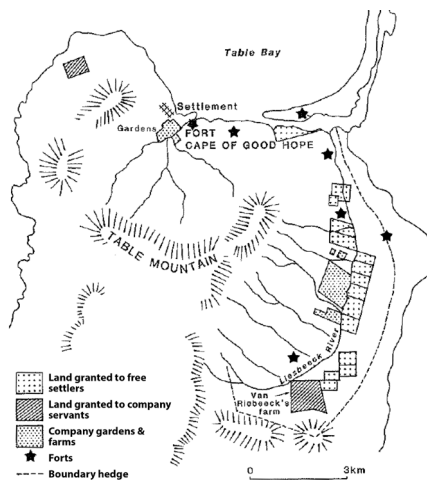 Table Bay
Settlement
Gardens
FORT
CAPE OF GOOD HOPE
TABLE MOUNTAIN
Liesbeeck River
Van
Riebeeck's
farm
Land granted to free
settlers
Land granted to company
servants
Company gardens &
farms
Forts
Boundary hedge
0 3km